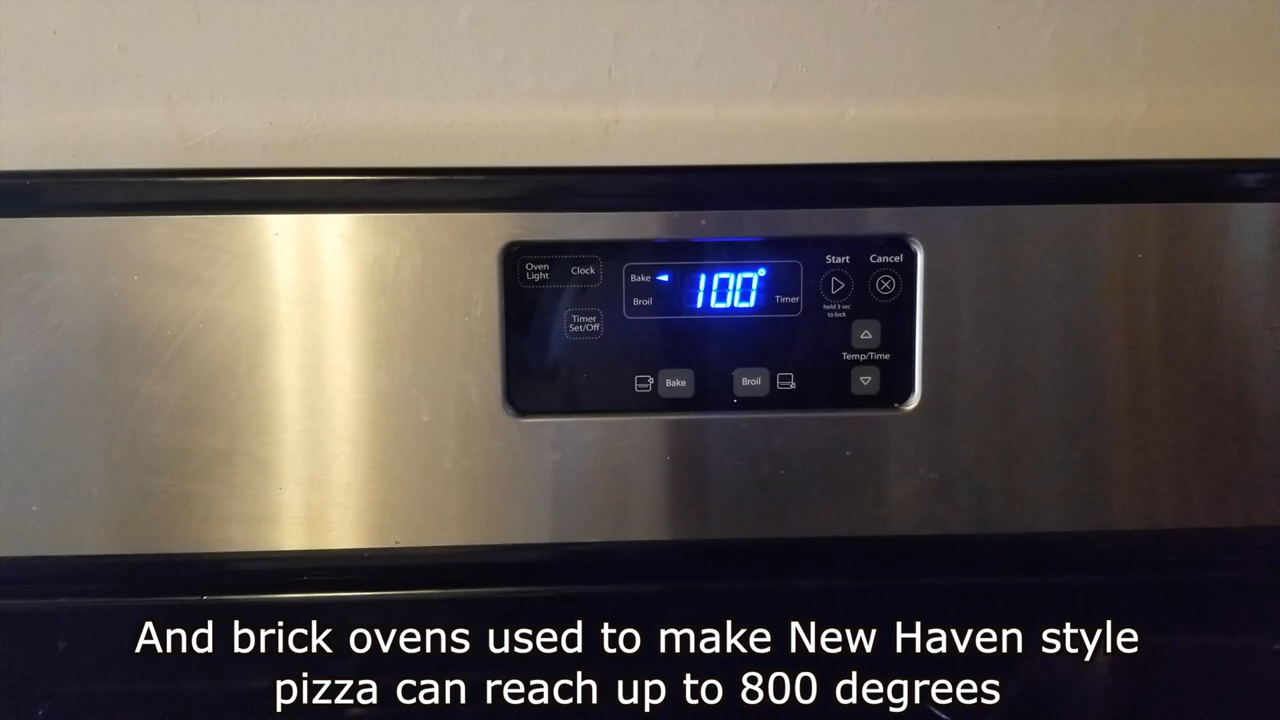 Oven
Light
Clock
Timer
Set/Off
Bake
Broil
100°
Timer
Start
Cancel
hold 3 sec
to lock
Temp/Time
Bake
Broil
And brick ovens used to make New Haven style
pizza can reach up to 800 degrees